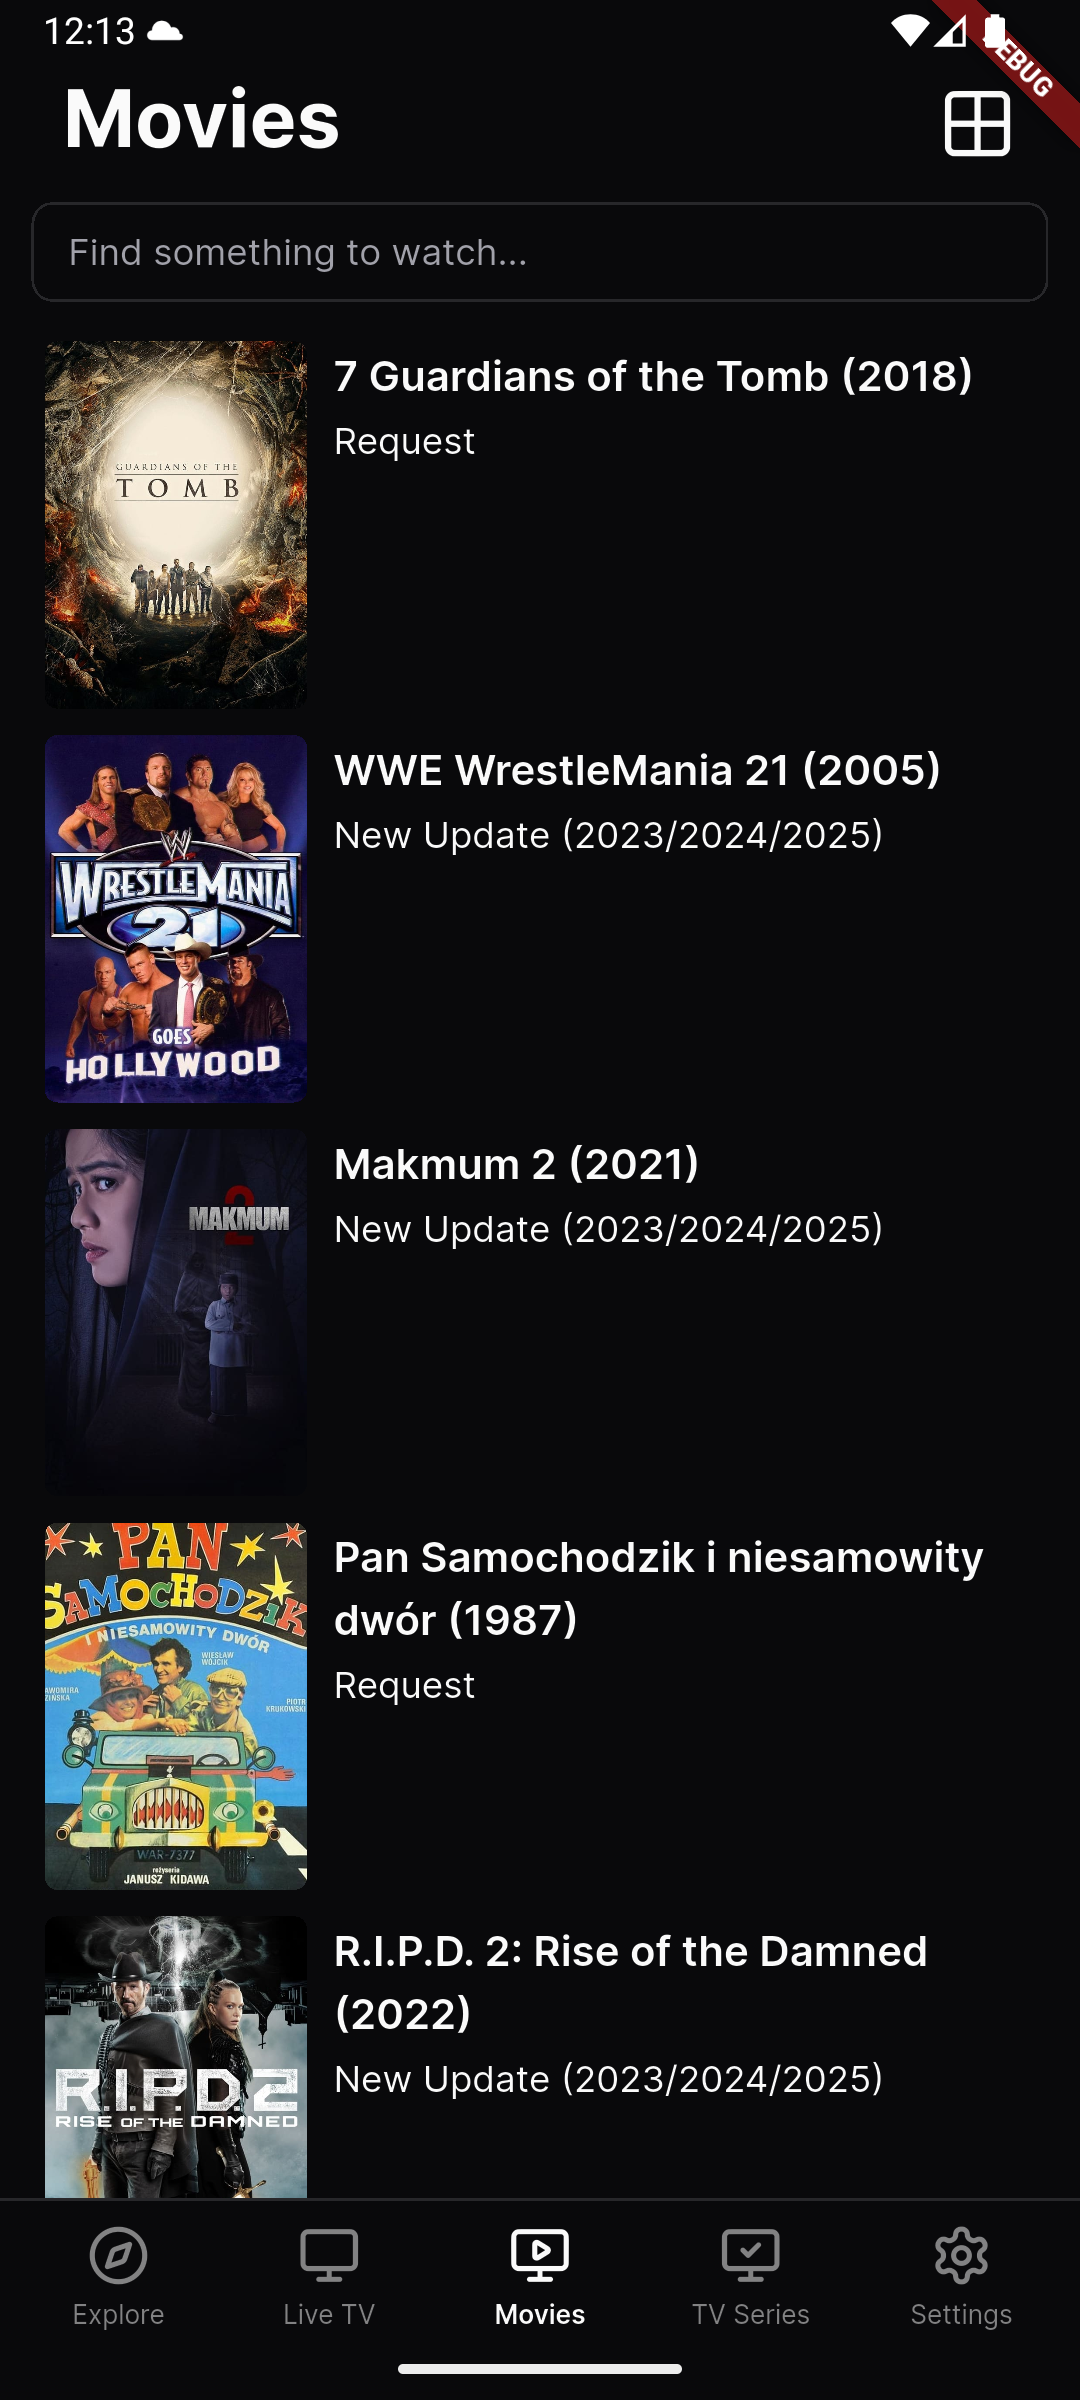 12:13
DEBUG
Movies
Find something to watch...
GUARDIANS OF THE
TOMB
7 Guardians of the Tomb (2018)
Request
W
WRESTLEMANIA
21
GOES
HOLLYWOOD
WWE WrestleMania 21 (2005)
New Update (2023/2024/2025)
2
MAKMUM
Makmum 2 (2021)
New Update (2023/2024/2025)
PAN
SAMOCHODZIK
I NIESAMOWITY DWÓR
WIESŁAW
WÓJCIK
PIOTR
KRUKOWSKI
WAR-7377
reżyseria
JANUSZ KIDAWA
Pan Samochodzik i niesamowity
dwór (1987)
Request
R.I.P.D.2
RISE OF THE DAMNED
R.I.P.D. 2: Rise of the Damned
(2022)
New Update (2023/2024/2025)
Explore
Live TV
Movies
TV Series
Settings